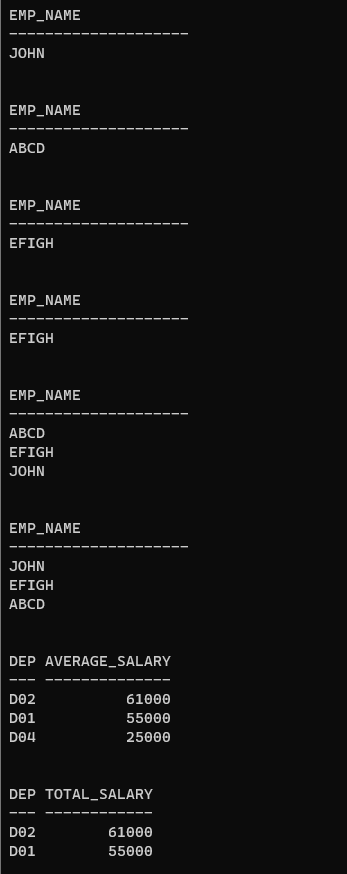 EMP_NAME
--------------------
JOHN
EMP_NAME
--------------------
ABCD
EMP_NAME
--------------------
EFIGH
EMP_NAME
--------------------
EFIGH
EMP_NAME
--------------------
ABCD
EFIGH
JOHN
EMP_NAME
--------------------
JOHN
EFIGH
ABCD
DEP AVERAGE_SALARY
--- --------------
D02          61000
D01          55000
D04          25000
DEP TOTAL_SALARY
--- ------------
D02        61000
D01        55000